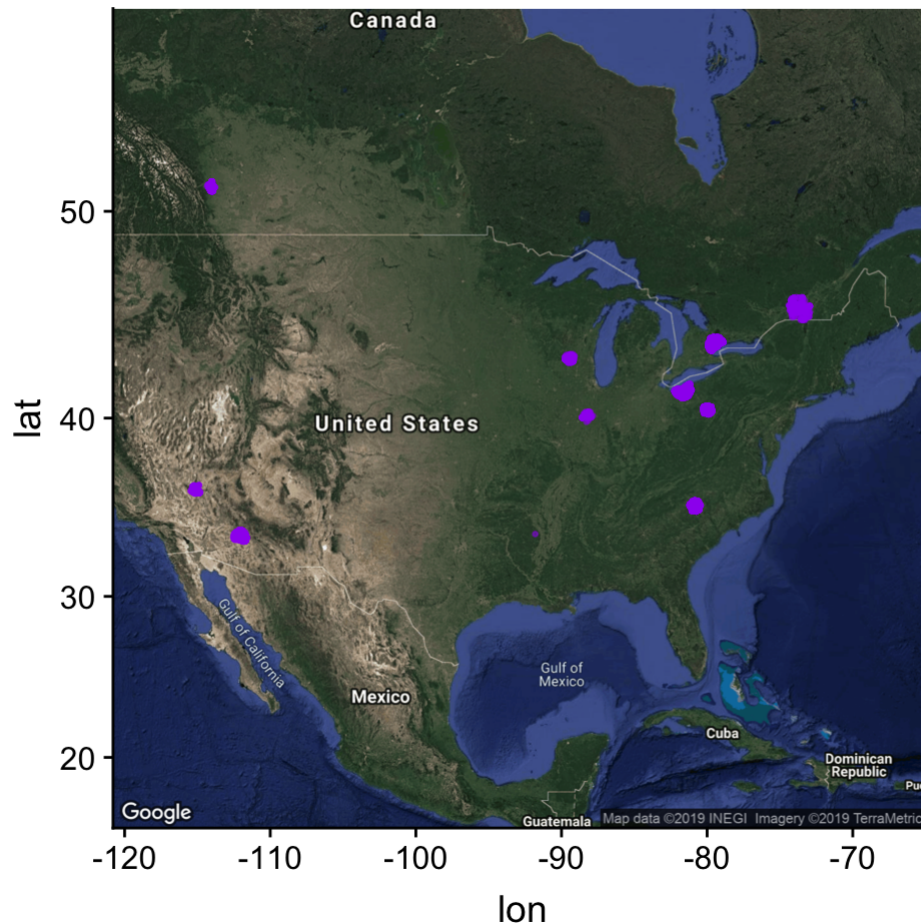 Canada
50
40
lat
United States
30
Gulf of California
Gulf of
Mexico
Mexico
20
Cuba
Dominican
Republic
Pue
Google
Guatemala
Map data ©2019 INEGI Imagery ©2019 TerraMetric
-120
-110
-100
-90
-80
-70
lon